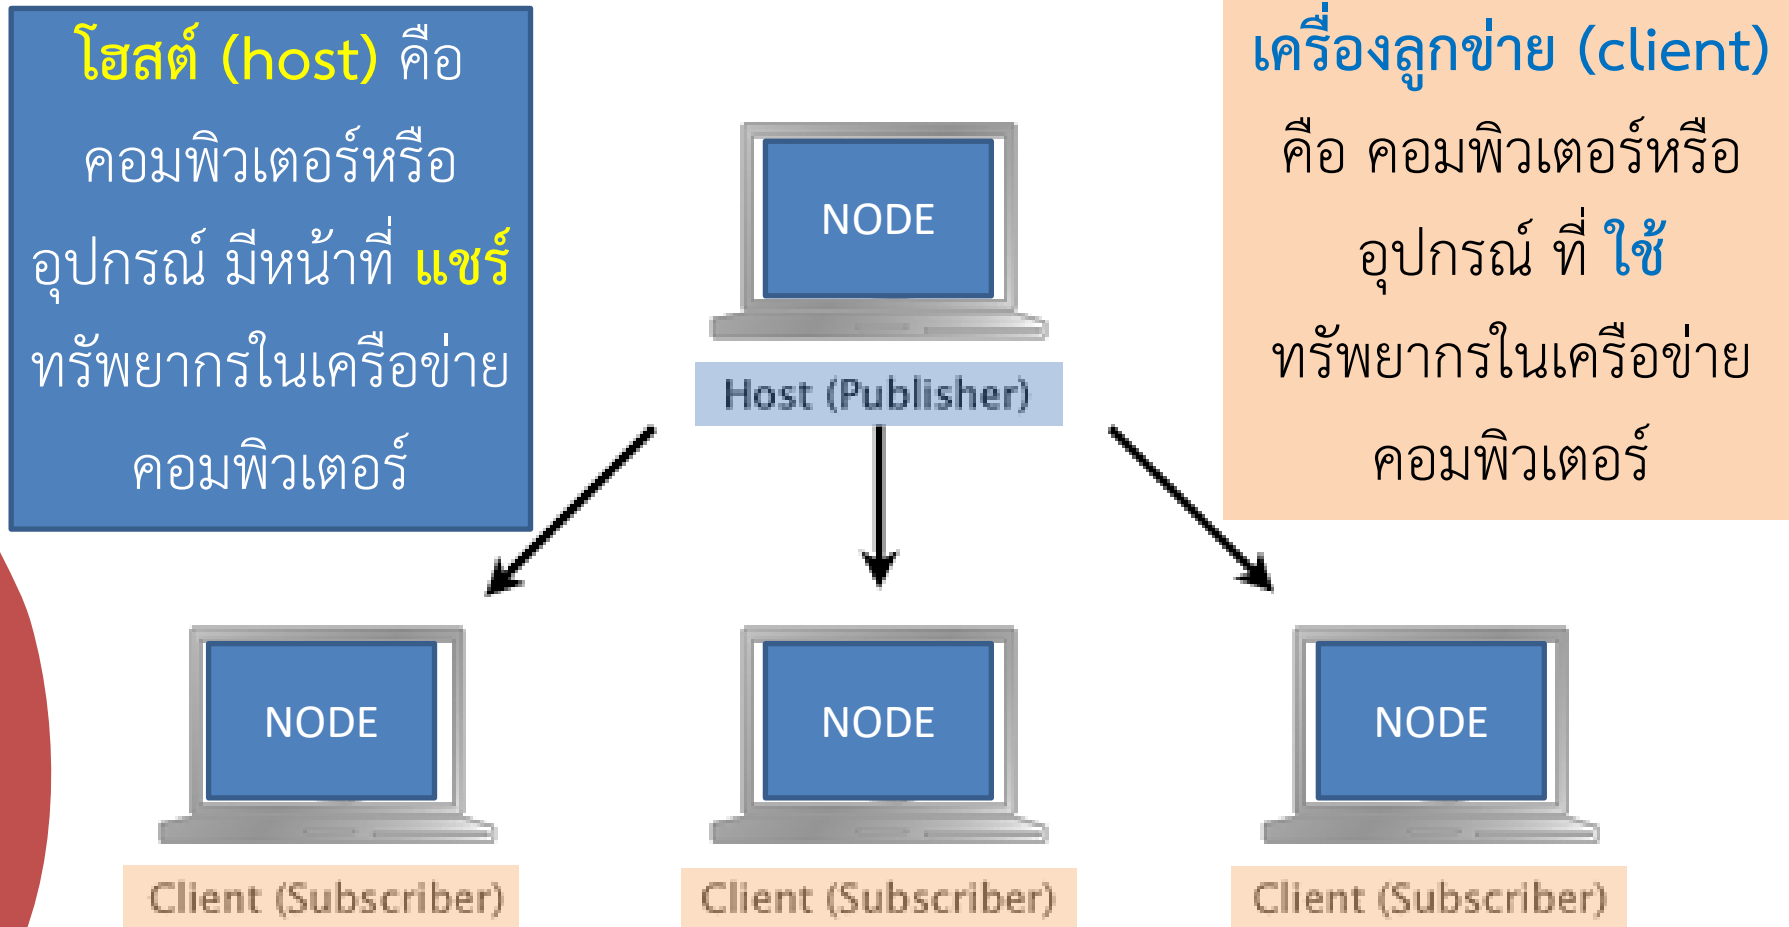 โฮสต์ (host) คือ
คอมพิวเตอร์หรือ
อุปกรณ์ มีหน้าที่ แชร์
ทรัพยากรในเครือข่าย
คอมพิวเตอร์
เครื่องลูกข่าย (client)
คือ คอมพิวเตอร์หรือ
อุปกรณ์ ที่ ใช้
ทรัพยากรในเครือข่าย
คอมพิวเตอร์
NODE
Host (Publisher)
NODE
NODE
NODE
Client (Subscriber)
Client (Subscriber)
Client (Subscriber)